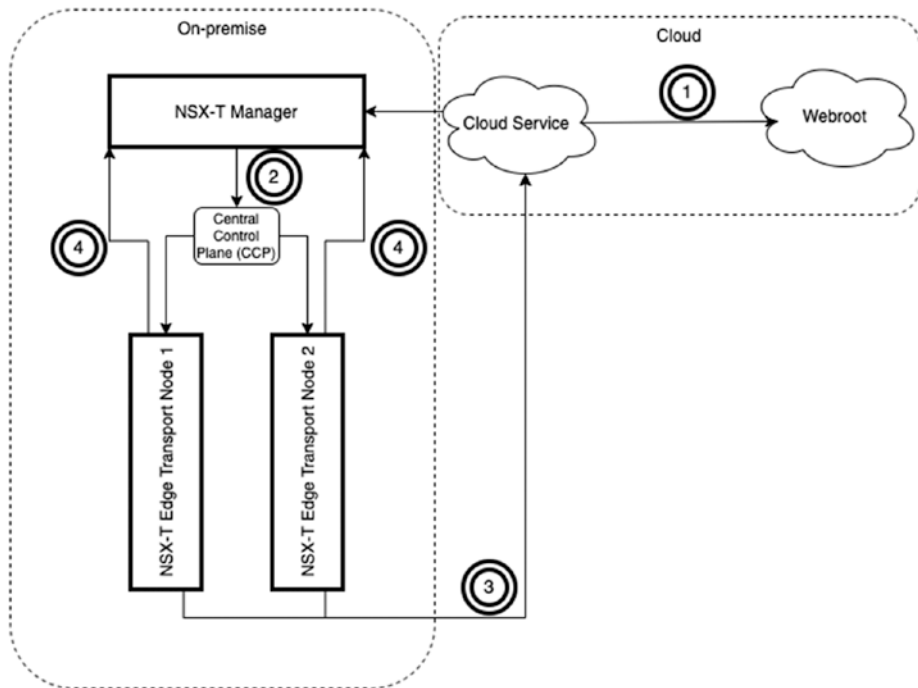 On-premise
Cloud
NSX-T Manager
Cloud Service
1
Webroot
2
Central
Control
Plane (CCP)
4
4
NSX-T Edge Transport Node 1
NSX-T Edge Transport Node 2
3